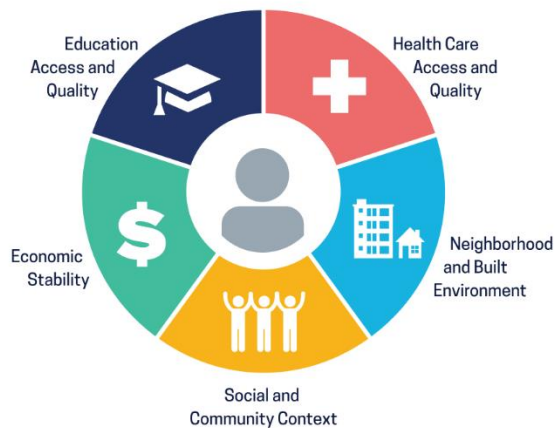 Education
Access and
Quality
Health Care
Access and
Quality
$
Economic
Stability
Neighborhood
and Built
Environment
Social and
Community Context